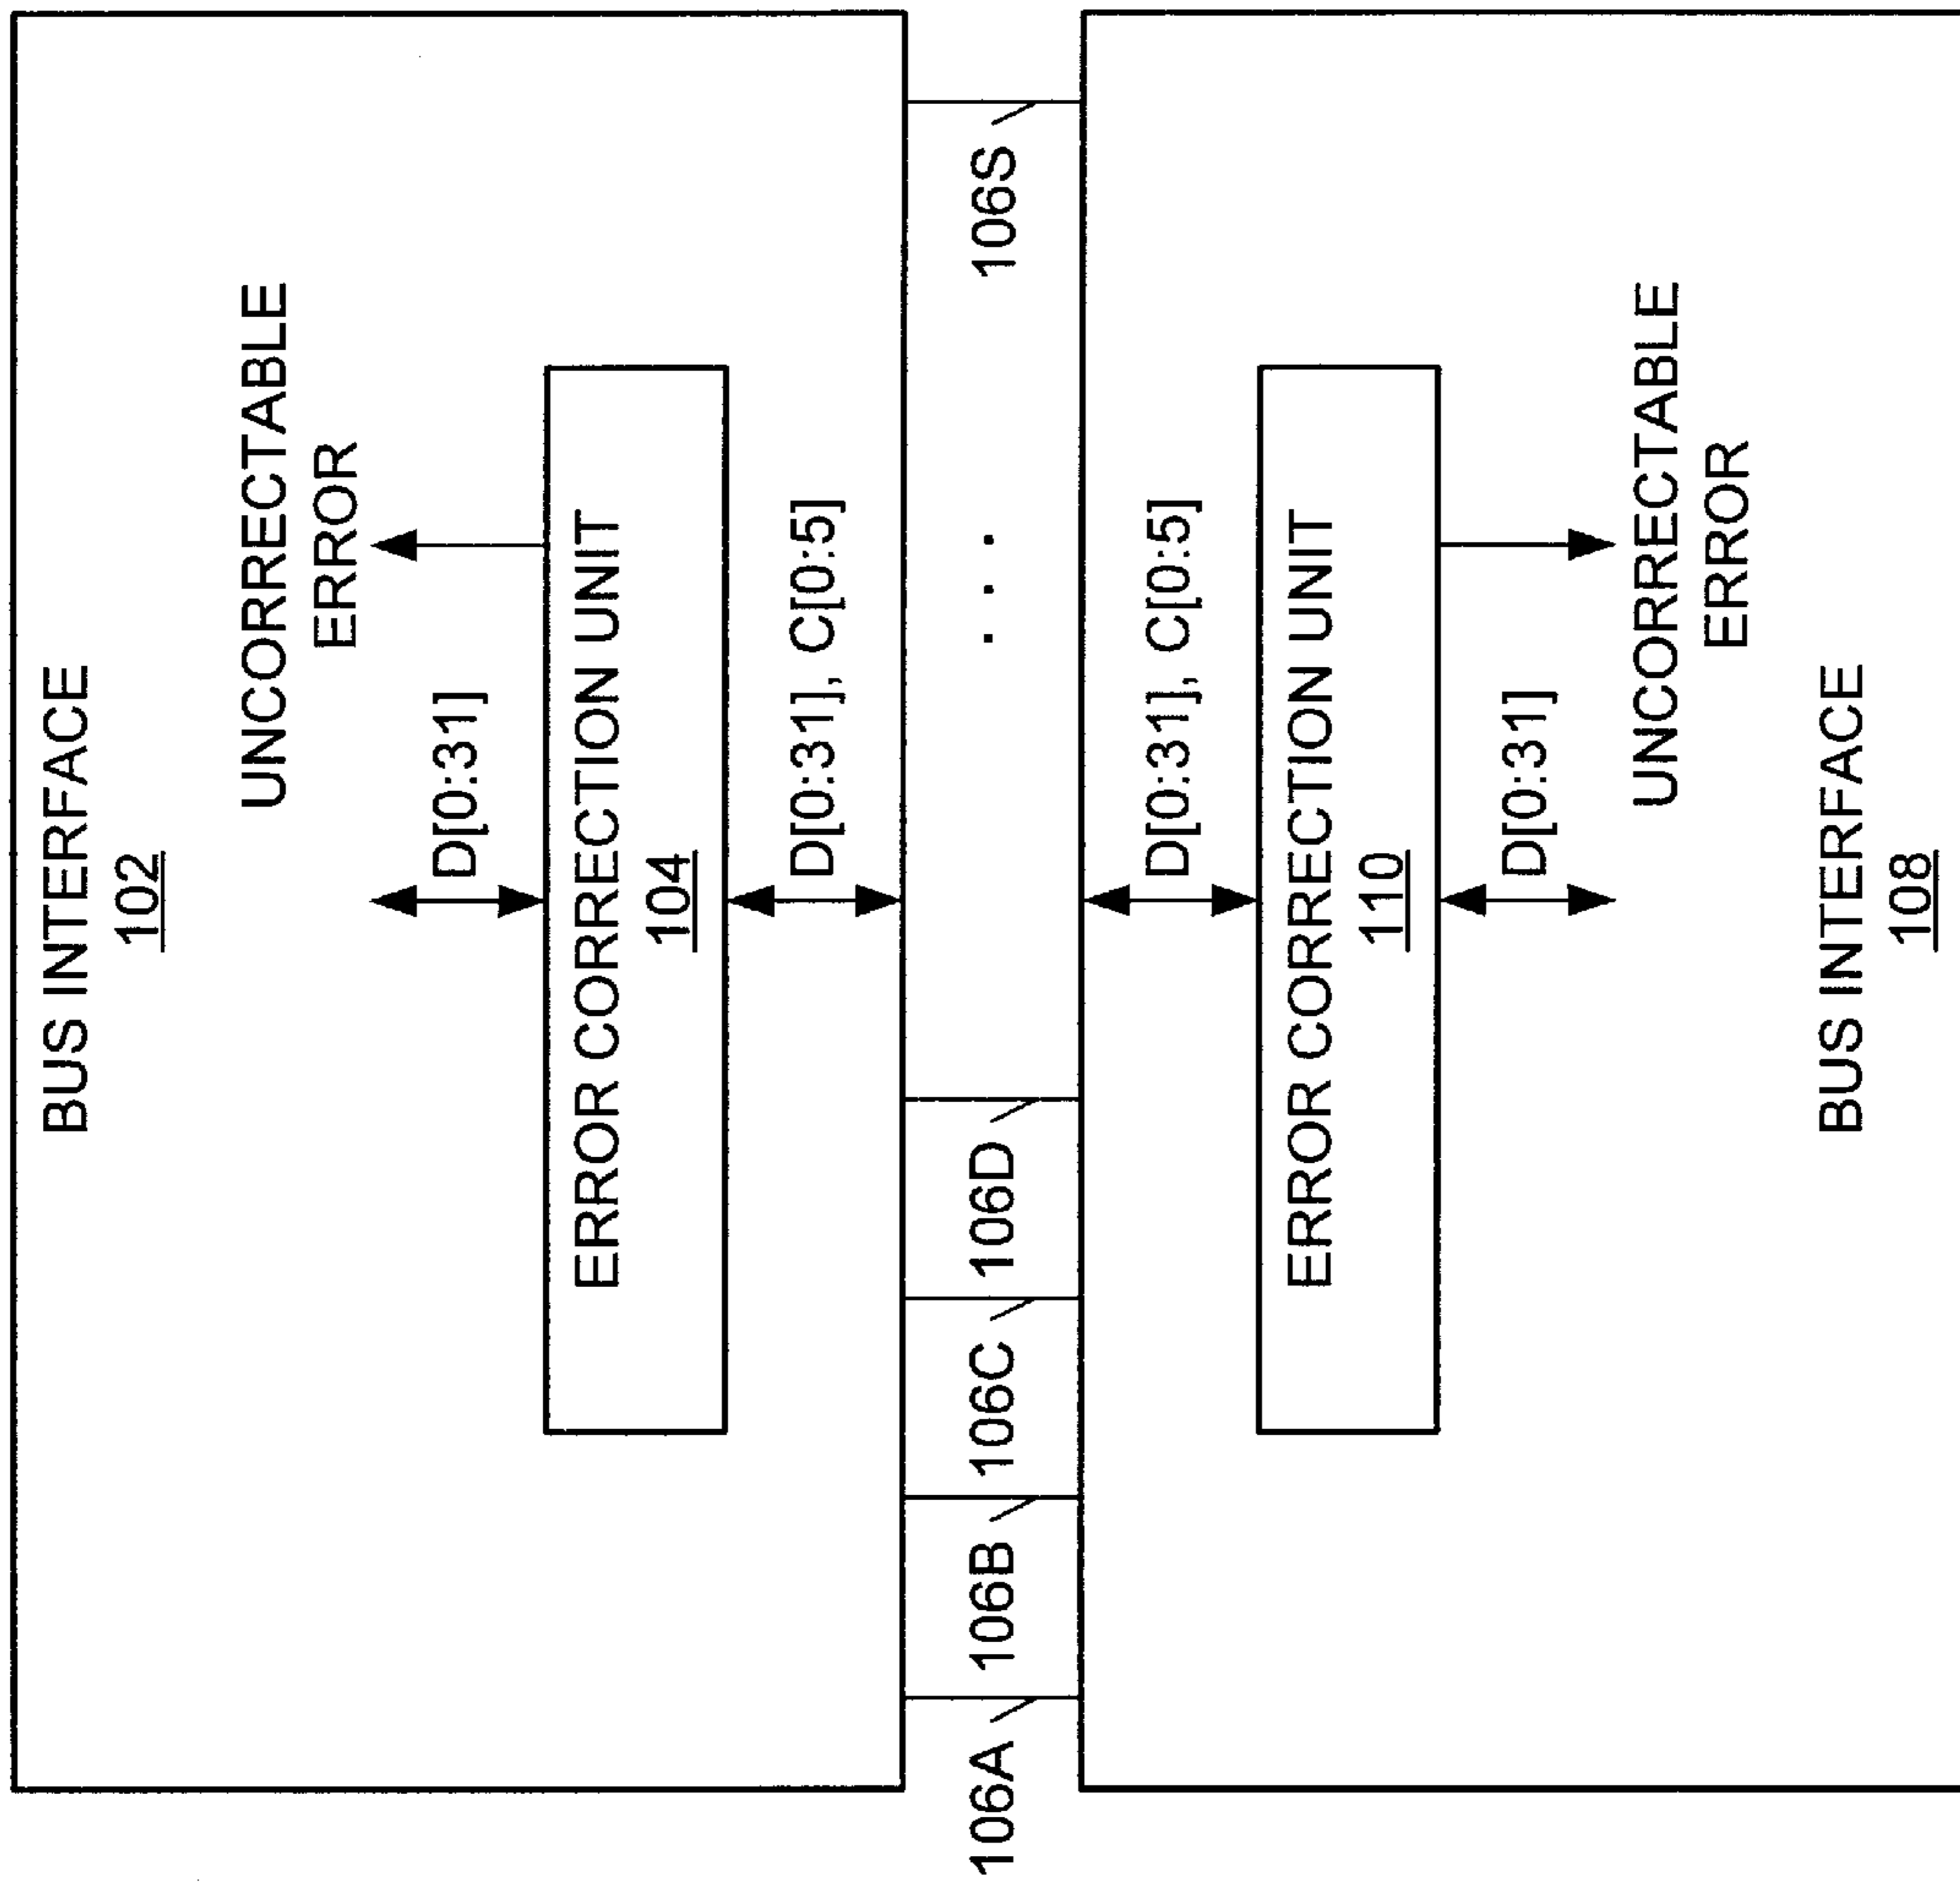 BUS INTERFACE
102
UNCORRECTABLE
ERROR
D[0:31]
ERROR CORRECTION UNIT
104
D[0:31], C[0:5]
106A
106B
106C
106D
. . .
106S
D[0:31], C[0:5]
ERROR CORRECTION UNIT
110
D[0:31]
UNCORRECTABLE
ERROR
BUS INTERFACE
108